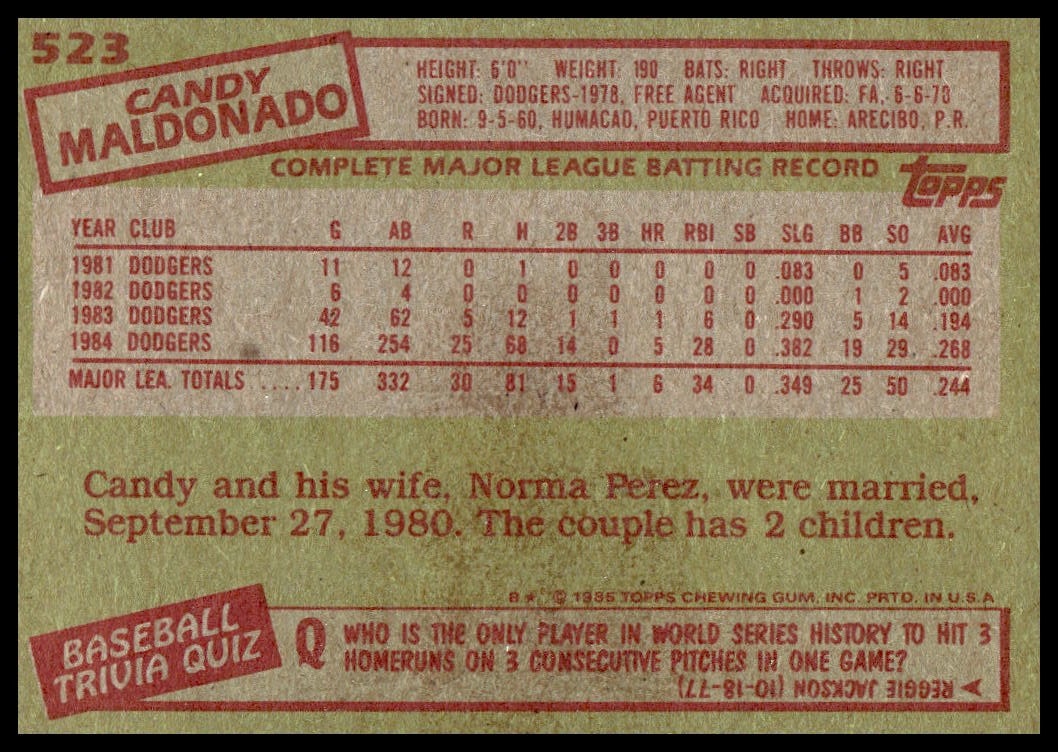 523
CANDY
MALDONADO
HEIGHT: 6'0" WEIGHT: 190 BATS: RIGHT THROWS: RIGHT
SIGNED: DODGERS-1978, FREE AGENT ACQUIRED: FA, 6-6-78
BORN: 9-5-60, HUMACAO, PUERTO RICO HOME: ARECIBO, P.R.
COMPLETE MAJOR LEAGUE BATTING RECORD
topps
YEAR CLUB G AB R H 2B 3B HR RBI SB SLG BB SO AVG
1981 DODGERS 11 12 0 1 0 0 0 0 0 .083 0 5 .083
1982 DODGERS 6 4 0 0 0 0 0 0 0 .000 1 2 .000
1983 DODGERS 42 62 5 12 1 1 1 6 0 .290 5 14 .194
1984 DODGERS 116 254 25 68 14 0 5 28 0 .382 19 29 .268
MAJOR LEA. TOTALS .... 175 332 30 81 15 1 6 34 0 .349 25 50 .244
Candy and his wife, Norma Perez, were married,
September 27, 1980. The couple has 2 children.
B * © 1985 TOPPS CHEWING GUM, INC. PRTD. IN U.S.A
BASEBALL
TRIVIA QUIZ
Q WHO IS THE ONLY PLAYER IN WORLD SERIES HISTORY TO HIT 3
HOMERUNS ON 3 CONSECUTIVE PITCHES IN ONE GAME?
REGGIE JACKSON (10-18-77)